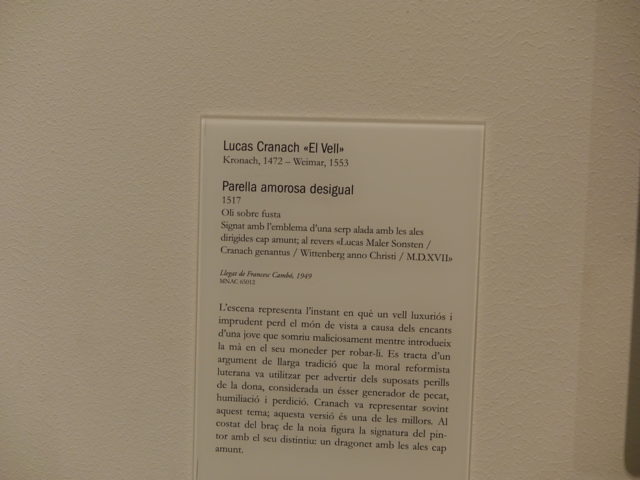 Lucas Cranach «El Vell»
Kronach, 1472 – Weimar, 1553
Parella amorosa desigual
1517
Oli sobre fusta
Signat amb l'emblema d'una serp alada amb les ales
dirigides cap amunt; al revers «Lucas Maler Sonsten /
Cranach genantus / Wittenberg anno Christi / M.D.XVII»
Llegat de Francesc Cambó, 1949
MNAC 65012
L'escena representa l'instant en què un vell luxuriós i
imprudent perd el món de vista a causa dels encants
d'una jove que somriu maliciosament mentre introdueix
la mà en el seu moneder per robar-li. Es tracta d'un
argument de llarga tradició que la moral reformista
luterana va utilitzar per advertir dels suposats perills
de la dona, considerada un ésser generador de pecat,
humiliació i perdició. Cranach va representar sovint
aquest tema; aquesta versió és una de les millors. Al
costat del braç de la noia figura la signatura del pin-
tor amb el seu distintiu: un dragonet amb les ales cap
amunt.